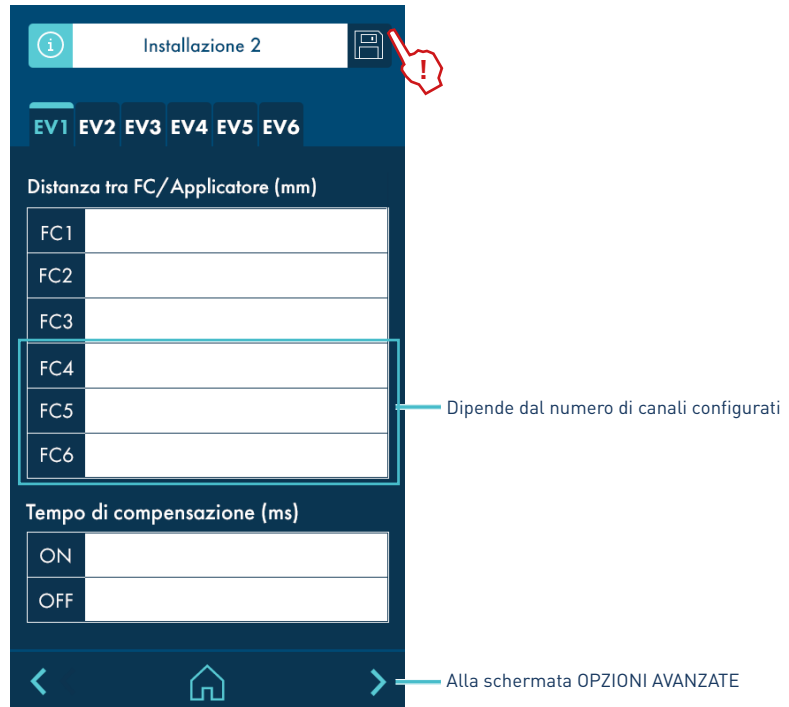 i
Installazione 2
!
EV1 EV2 EV3 EV4 EV5 EV6
Distanza tra FC/Applicatore (mm)
FC1
FC2
FC3
FC4
FC5
Dipende dal numero di canali configurati
FC6
Tempo di compensazione (ms)
ON
OFF
Alla schermata OPZIONI AVANZATE